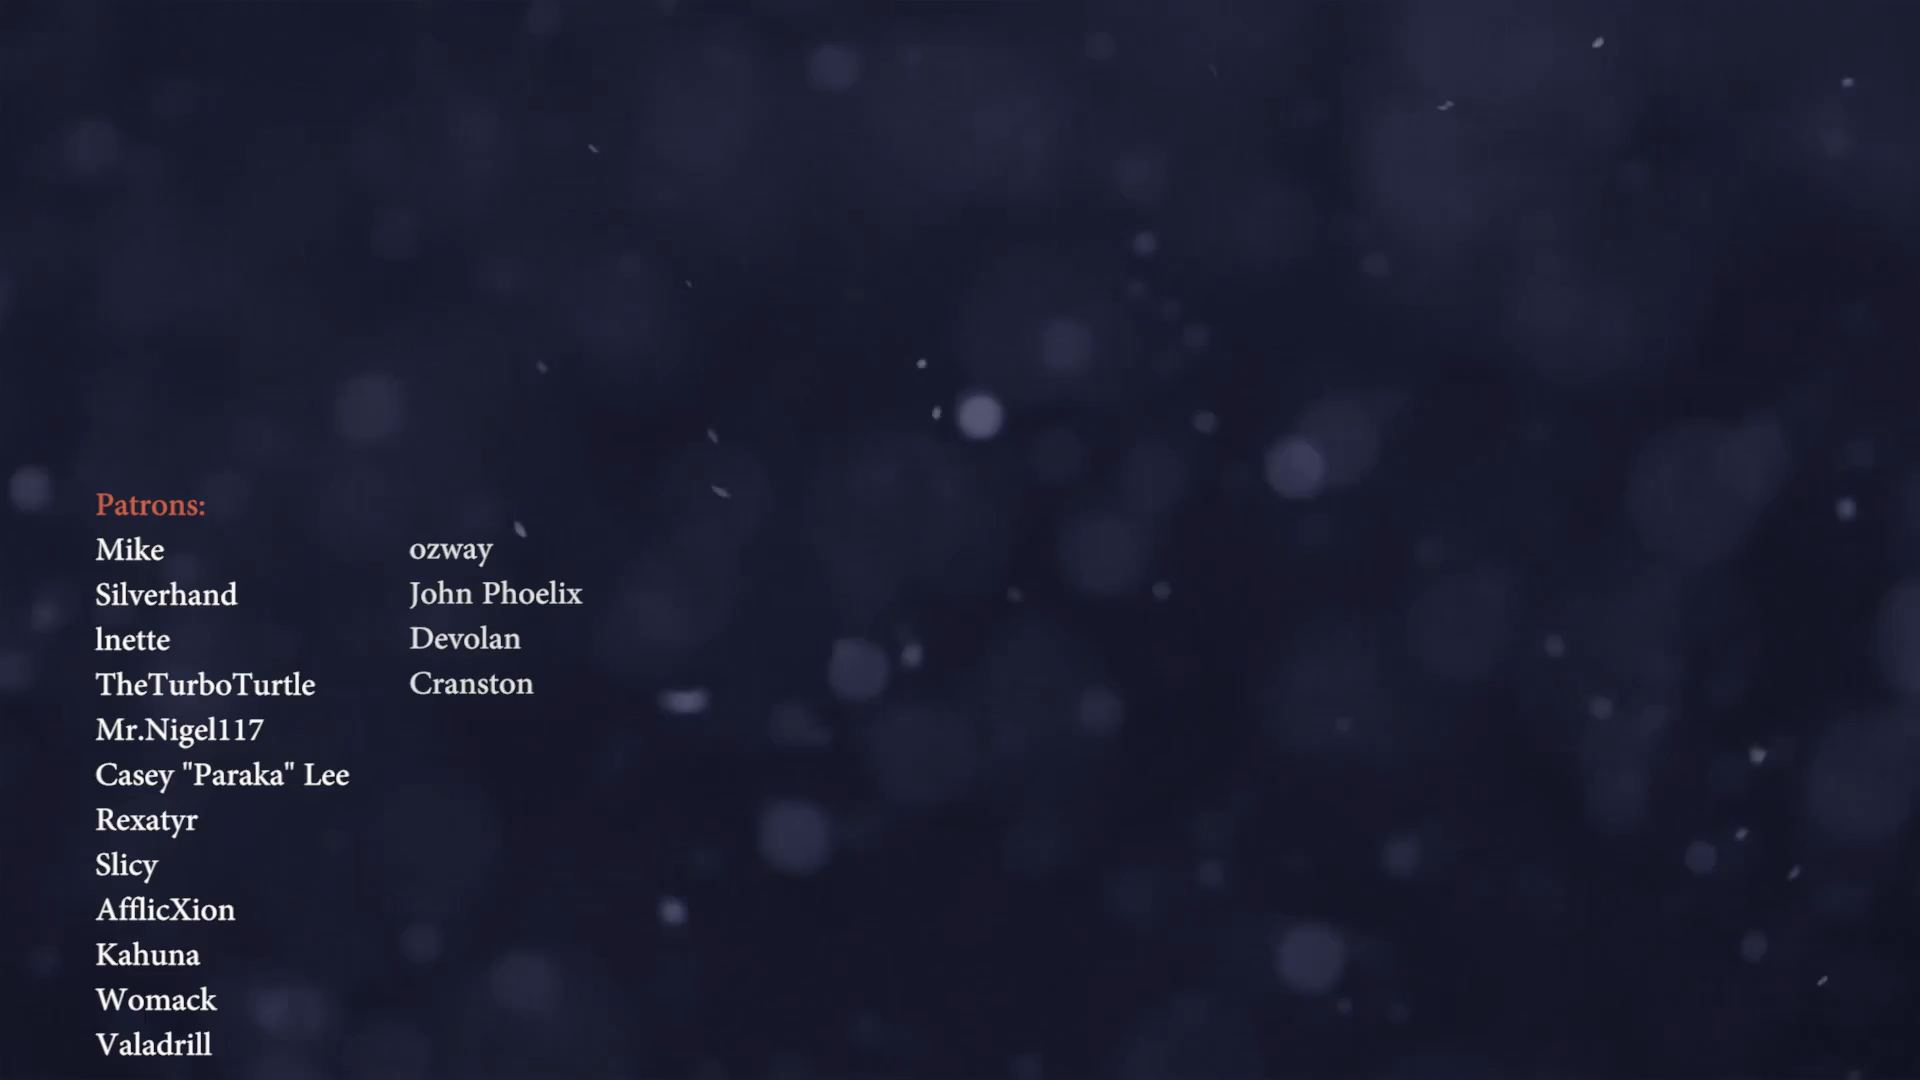 Patrons:
Mike
Silverhand
lnette
TheTurboTurtle
Mr.Nigel117
Casey "Paraka" Lee
Rexatyr
Slicy
AfflicXion
Kahuna
Womack
Valadrill
ozway
John Phoelix
Devolan
Cranston